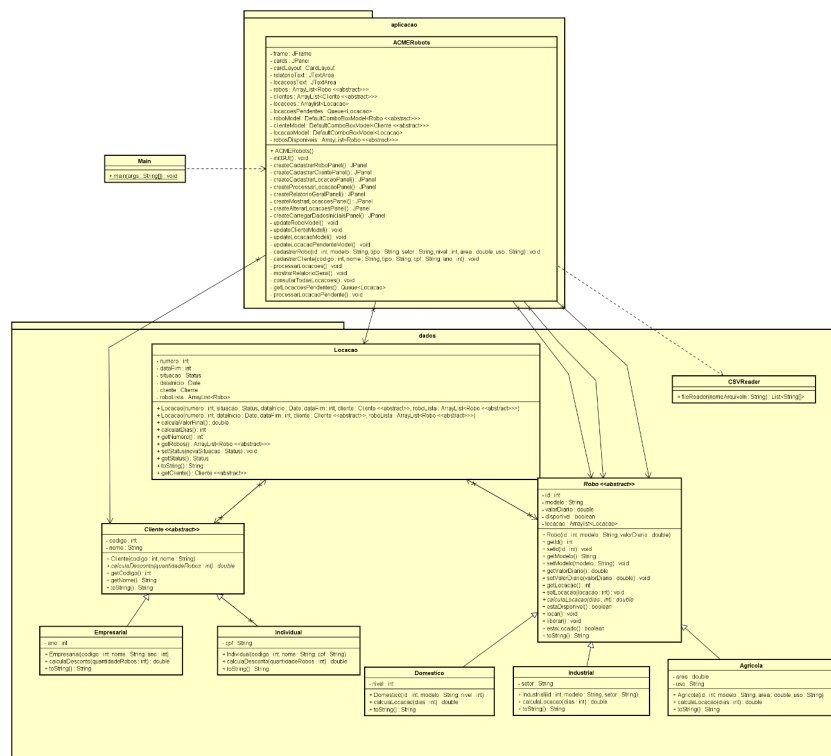 aplicacao
ACMERobots
- frame : JFrame
- cards : JPanel
- cardLayout : CardLayout
- relatorioText : JTextArea
- locacoesText : JTextArea
- robos : ArrayList<Robo <<abstract>>>
- clientes : ArrayList<Cliente <<abstract>>>
- locacoes : Arraylist<Locacao>
- locacoesPendentes : Queue<Locacao>
- roboModel : DefaultComboBoxModel<Robo <<abstract>>>
- clienteModel : DefaultComboBoxModel<Cliente <<abstract>>>
- locacaoModel : DefaultComboBoxModel<Locacao>
- robosDisponiveis : ArrayList<Robo <<abstract>>>
+ ACMERobots()
- initGUI() : void
- createCadastrarRoboPanel() : JPanel
- createCadastrarClientePanel() : JPanel
- createCadastrarLocacaoPanel() : JPanel
- createProcessarLocacaoPanel() : JPanel
- createRelatorioGeralPanel() : JPanel
- createMostrarLocacoesPanel() : JPanel
- createAlterarLocacoesPanel() : JPanel
- createCarregarDadosIniciaisPanel() : JPanel
- updateRoboModel() : void
- updateClienteModel() : void
- updateLocacaoModel() : void
- updateLocacaoPendenteModel() : void
- cadastrarRobo(id : int, modelo : String, tipo : String, setor : String, nivel : int, area : double, uso : String) : void
- cadastrarCliente(codigo : int, nome : String, tipo : String, cpf : String, ano : int) : void
- processarLocacoes() : void
- mostrarRelatorioGeral() : void
- consultarTodasLocacoes() : void
- getLocacoesPendentes() : Queue<Locacao>
- processarLocacaoPendente() : void
Main
+ main(args : String[]) : void
dados
Locacao
- numero : int
- dataFim : int
- situacao : Status
- dataInicio : Date
- cliente : Cliente
- roboLista : ArrayList<Robo>
+ Locacao(numero : int, situacao : Status, dataInicio : Date, dataFim : int, cliente : Cliente <<abstract>>, roboLista : ArrayList<Robo <<abstract>>>)
+ Locacao(numero : int, dataInicio : Date, dataFim : int, cliente : Cliente <<abstract>>, roboLista : ArrayList<Robo <<abstract>>>)
+ calculaValorFinal() : double
+ calcularDias() : int
+ getNumero() : int
+ getRobos() : ArrayList<Robo <<abstract>>>
+ setStatus(novaSituacao : Status) : void
+ getStatus() : Status
+ toString() : String
+ getCliente() : Cliente <<abstract>>
CSVReader
+ fileReader(nomeArquivoIn : String) : List<String[]>
Robo <<abstract>>
- id : int
- modelo : String
- valorDiario : double
- disponivel : boolean
- locacao : Arraylist<Locacao>
+ Robo(id : int, modelo : String, valorDiario : double)
+ getId() : int
+ setId(id : int) : void
+ getModelo() : String
+ setModelo(modelo : String) : void
+ getValorDiario() : double
+ setValorDiario(valorDiario : double) : void
+ getLocacao() : int
+ setLocacao(locacao : int) : void
+ calculaLocacao(dias : int) : double
+ estaDisponivel() : boolean
+ locar() : void
+ liberar() : void
+ estaLocado() : boolean
+ toString() : String
Cliente <<abstract>>
- codigo : int
- nome : String
+ Cliente(codigo : int, nome : String)
+ calculaDesconto(quantidadeRobos : int) : double
+ getCodigo() : int
+ getNome() : String
+ toString() : String
Empresarial
- ano : int
+ Empresarial(codigo : int, nome : String, ano : int)
+ calculaDesconto(quantidadeRobos : int) : double
+ toString() : String
Individual
- cpf : String
+ Individual(codigo : int, nome : String, cpf : String)
+ calculaDesconto(quantidadeRobos : int) : double
+ toString() : String
Domestico
- nivel : int
+ Domestico(id : int, modelo : String, nivel : int)
+ calculaLocacao(dias : int) : double
+ toString() : String
Industrial
- setor : String
+ Industrial(id : int, modelo : String, setor : String)
+ calculaLocacao(dias : int) : double
+ toString() : String
Agricola
- area : double
- uso : String
+ Agricola(id : int, modelo : String, area : double, uso : String)
+ calculaLocacao(dias : int) : double
+ toString() : String